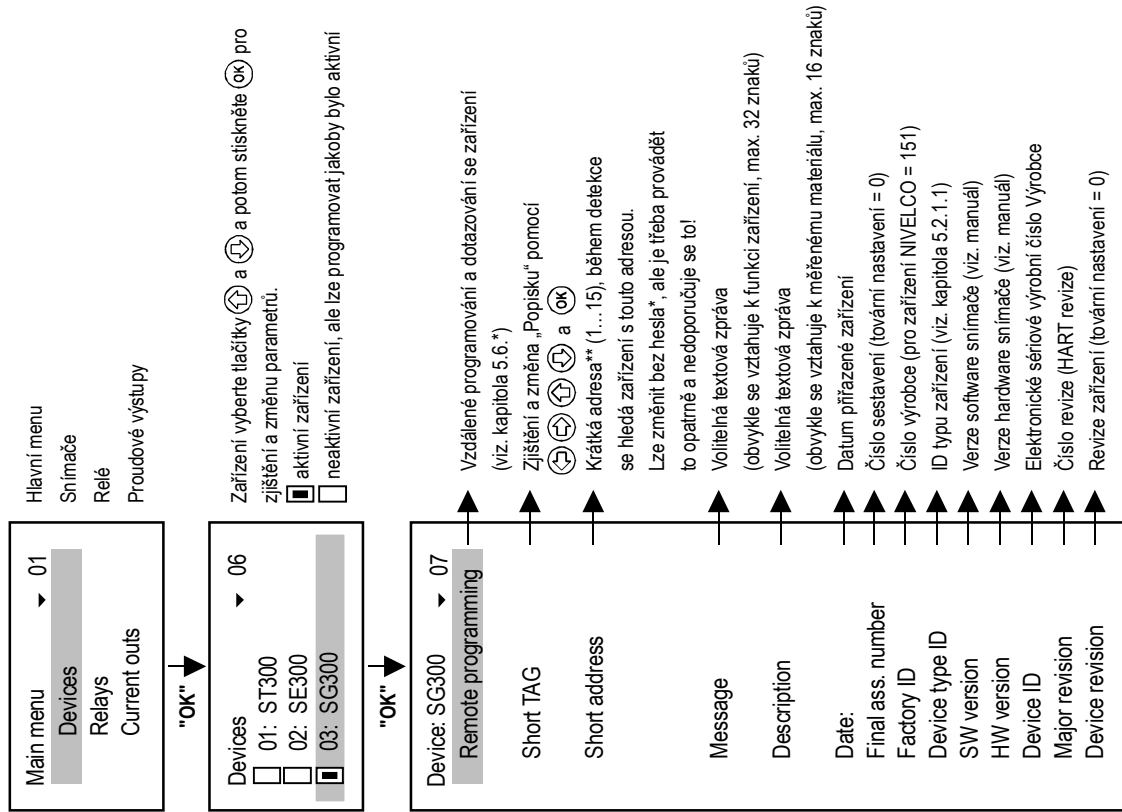 Main menu 01
Devices
Relays
Current outs
Hlavní menu
Snímače
Relé
Proudové výstupy
"OK"
Devices 06
01: ST300
02: SE300
03: SG300
Zařízení vyberte tlačítky a a potom stiskněte OK pro
zjištění a změnu parametrů.
aktivní zařízení
neaktivní zařízení, ale lze programovat jakoby bylo aktivní
"OK"
Device: SG300 07
Remote programming
Vzdálené programování a dotazování se zařízení
(viz. kapitola 5.6.*)
Short TAG
Zjištění a změna „Popisku“ pomocí
a OK
Short address
Krátká adresa** (1…15), během detekce
se hledá zařízení s touto adresou.
Lze změnit bez hesla*, ale je třeba provádět
to opatrně a nedoporučuje se to!
Message
Volitelná textová zpráva
(obvykle se vztahuje k funkci zařízení, max. 32 znaků)
Description
Volitelná textová zpráva
(obvykle se vztahuje k měřenému materiálu, max. 16 znaků)
Date:
Datum přiřazené zařízení
Final ass. number
Číslo sestavení (tovární nastavení = 0)
Factory ID
Číslo výrobce (pro zařízení NIVELCO = 151)
Device type ID
ID typu zařízení (viz. kapitola 5.2.1.1)
SW version
Verze software snímače (viz. manuál)
HW version
Verze hardware snímače (viz. manuál)
Device ID
Elektronické sériové výrobní číslo Výrobce
Major revision
Číslo revize (HART revize)
Device revision
Revize zařízení (tovární nastavení = 0)